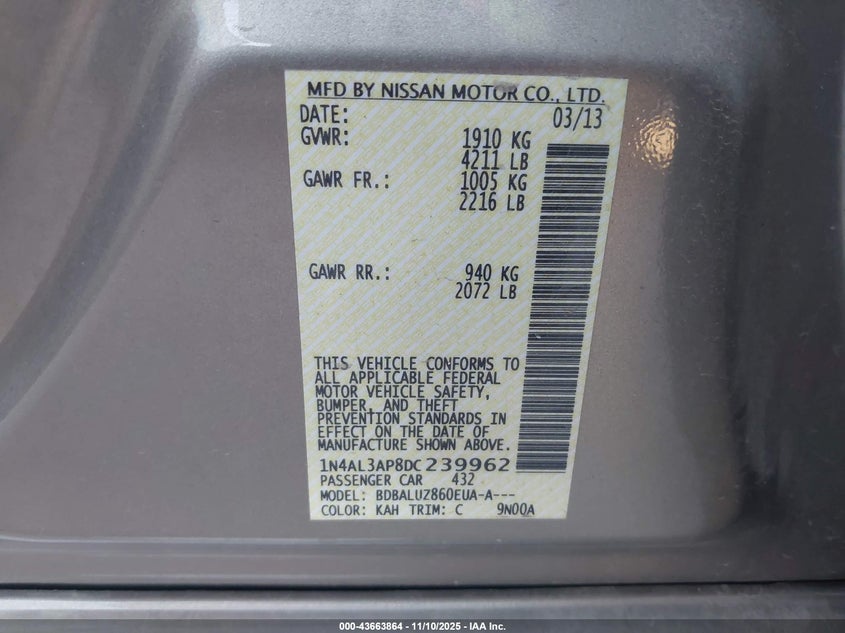 MFD BY NISSAN MOTOR CO., LTD.
DATE: 03/13
GVWR: 1910 KG
4211 LB
GAWR FR.: 1005 KG
2216 LB
GAWR RR.: 940 KG
2072 LB
THIS VEHICLE CONFORMS TO
ALL APPLICABLE FEDERAL
MOTOR VEHICLE SAFETY,
BUMPER, AND THEFT
PREVENTION STANDARDS IN
EFFECT ON THE DATE OF
MANUFACTURE SHOWN ABOVE.
1N4AL3AP8DC239962
PASSENGER CAR 432
MODEL: BDBALUZ860EUA-A---
COLOR: KAH TRIM: C 9N00A
000-43663864 - 11/10/2025 - IAA Inc.